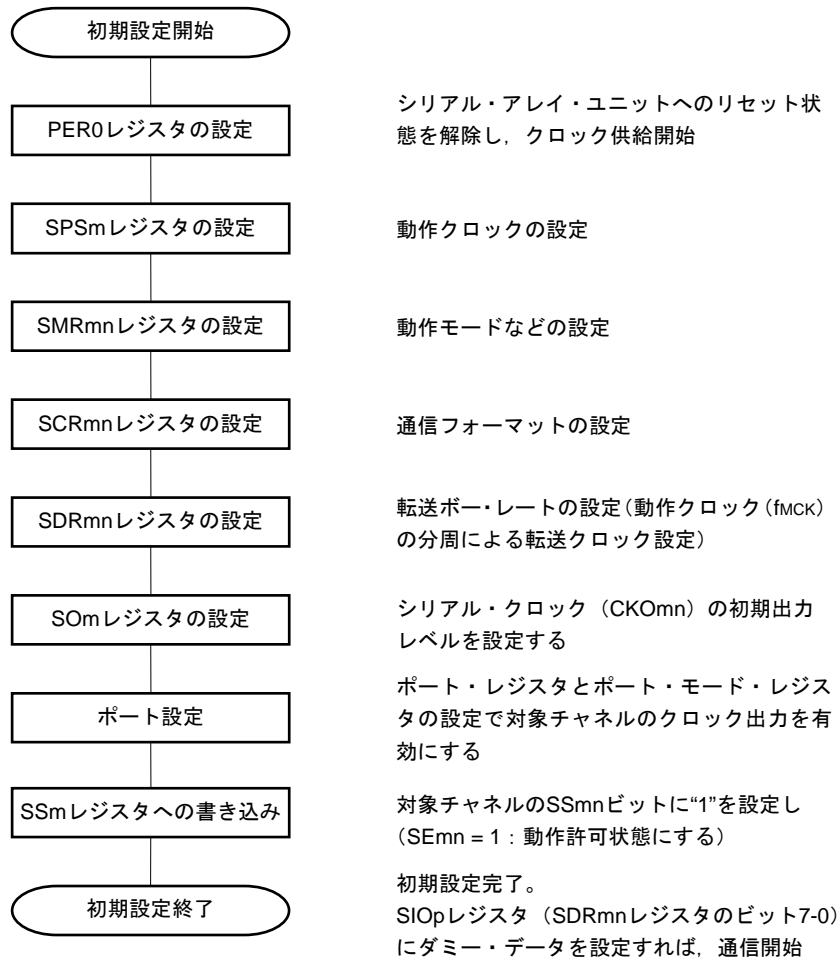 初期設定開始
PER0レジスタの設定
シリアル・アレイ・ユニットへのリセット状
態を解除し，クロック供給開始
SPSmレジスタの設定
動作クロックの設定
SMRmnレジスタの設定
動作モードなどの設定
SCRmnレジスタの設定
通信フォーマットの設定
SDRmnレジスタの設定
転送ボー・レートの設定（動作クロック（fMCK）
の分周による転送クロック設定）
SOmレジスタの設定
シリアル・クロック（CKOmn）の初期出力
レベルを設定する
ポート設定
ポート・レジスタとポート・モード・レジス
タの設定で対象チャネルのクロック出力を有
効にする
SSmレジスタへの書き込み
対象チャネルのSSmnビットに“1”を設定し
（SEmn = 1：動作許可状態にする）
初期設定終了
初期設定完了。
SIOpレジスタ（SDRmnレジスタのビット7-0）
にダミー・データを設定すれば，通信開始